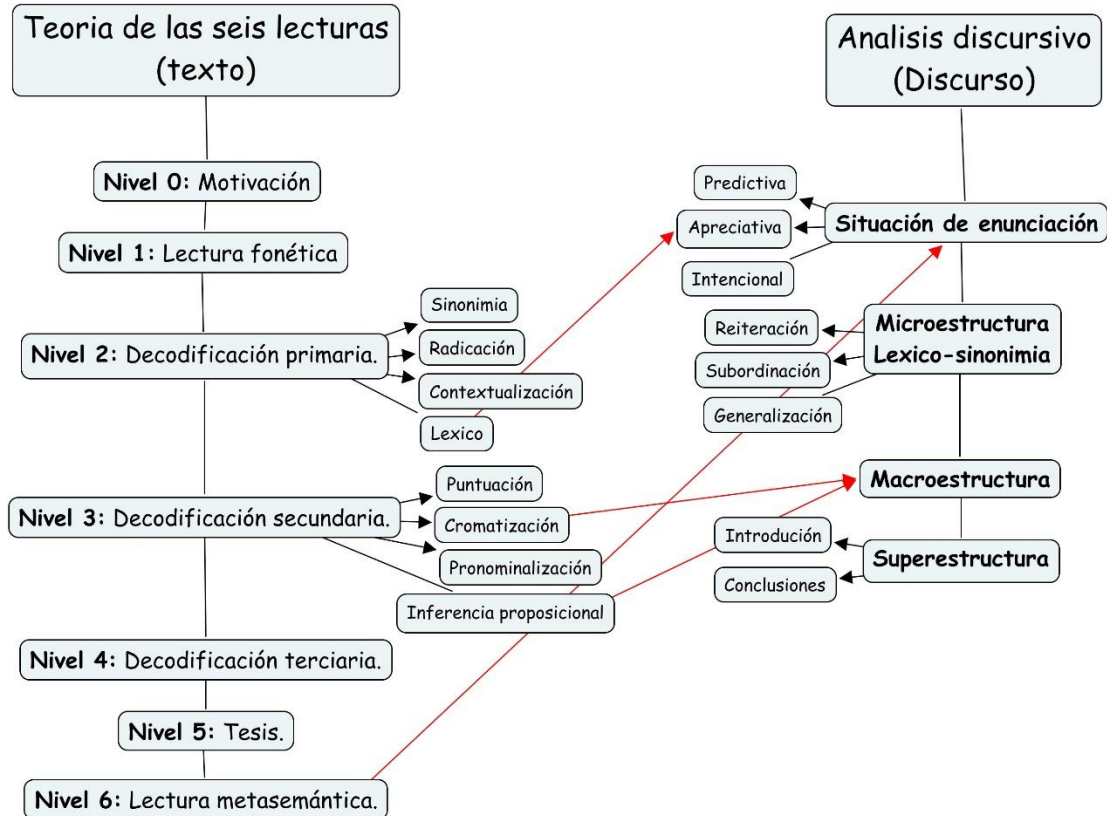 Teoria de las seis lecturas
(texto)
Nivel 0: Motivación
Nivel 1: Lectura fonética
Nivel 2: Decodificación primaria.
Sinonimia
Radicación
Contextualización
Lexico
Nivel 3: Decodificación secundaria.
Puntuación
Cromatización
Pronominalización
Inferencia proposicional
Nivel 4: Decodificación terciaria.
Nivel 5: Tesis.
Nivel 6: Lectura metasemántica.
Analisis discursivo
(Discurso)
Situación de enunciación
Predictiva
Apreciativa
Intencional
Microestructura
Lexico-sinonimia
Reiteración
Subordinación
Generalización
Macroestructura
Superestructura
Introdución
Conclusiones